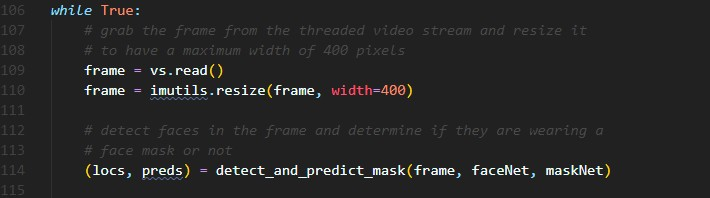 106 while True:
107 # grab the frame from the threaded video stream and resize it
108 # to have a maximum width of 400 pixels
109 frame = vs.read()
110 frame = imutils.resize(frame, width=400)
111
112 # detect faces in the frame and determine if they are wearing a
113 # face mask or not
114 (locs, preds) = detect_and_predict_mask(frame, faceNet, maskNet)
115